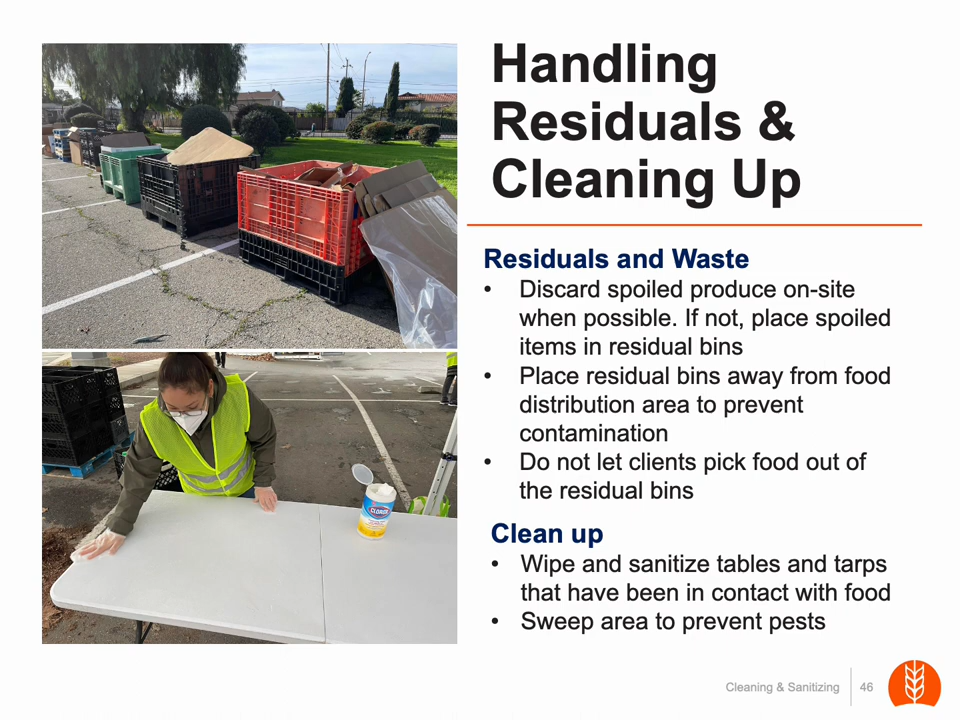 Handling
Residuals &
Cleaning Up
Residuals and Waste
• Discard spoiled produce on-site
when possible. If not, place spoiled
items in residual bins
• Place residual bins away from food
distribution area to prevent
contamination
• Do not let clients pick food out of
the residual bins
Clean up
• Wipe and sanitize tables and tarps
that have been in contact with food
• Sweep area to prevent pests
CLOROX
Cleaning & Sanitizing
46